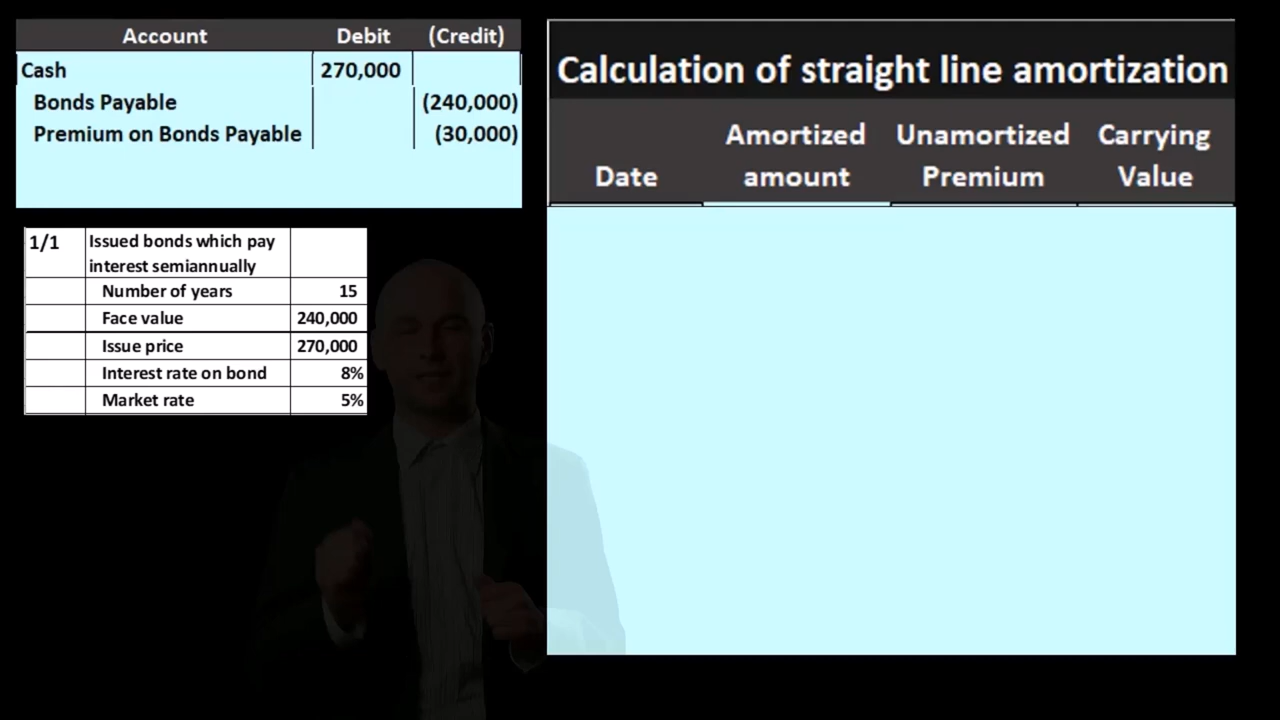 Account Debit (Credit)
Cash 270,000
Bonds Payable (240,000)
Premium on Bonds Payable (30,000)
1/1 Issued bonds which pay
interest semiannually
Number of years 15
Face value 240,000
Issue price 270,000
Interest rate on bond 8%
Market rate 5%
Calculation of straight line amortization
Amortized Unamortized Carrying
Date amount Premium Value